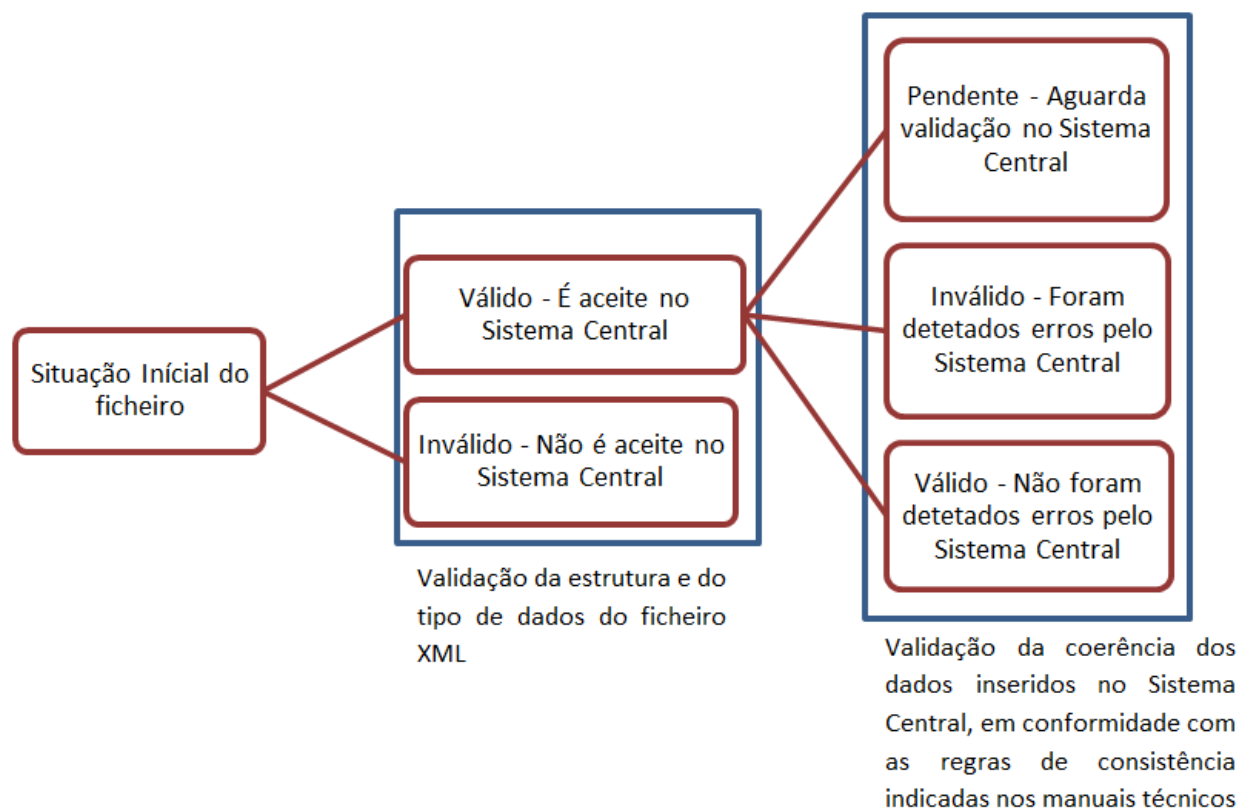 Situação Inícial do
ficheiro
Válido - É aceite no
Sistema Central
Inválido - Não é aceite no
Sistema Central
Validação da estrutura e do
tipo de dados do ficheiro
XML
Pendente - Aguarda
validação no Sistema
Central
Inválido - Foram
detetados erros pelo
Sistema Central
Válido - Não foram
detetados erros pelo
Sistema Central
Validação da coerência dos
dados inseridos no Sistema
Central, em conformidade com
as regras de consistência
indicadas nos manuais técnicos